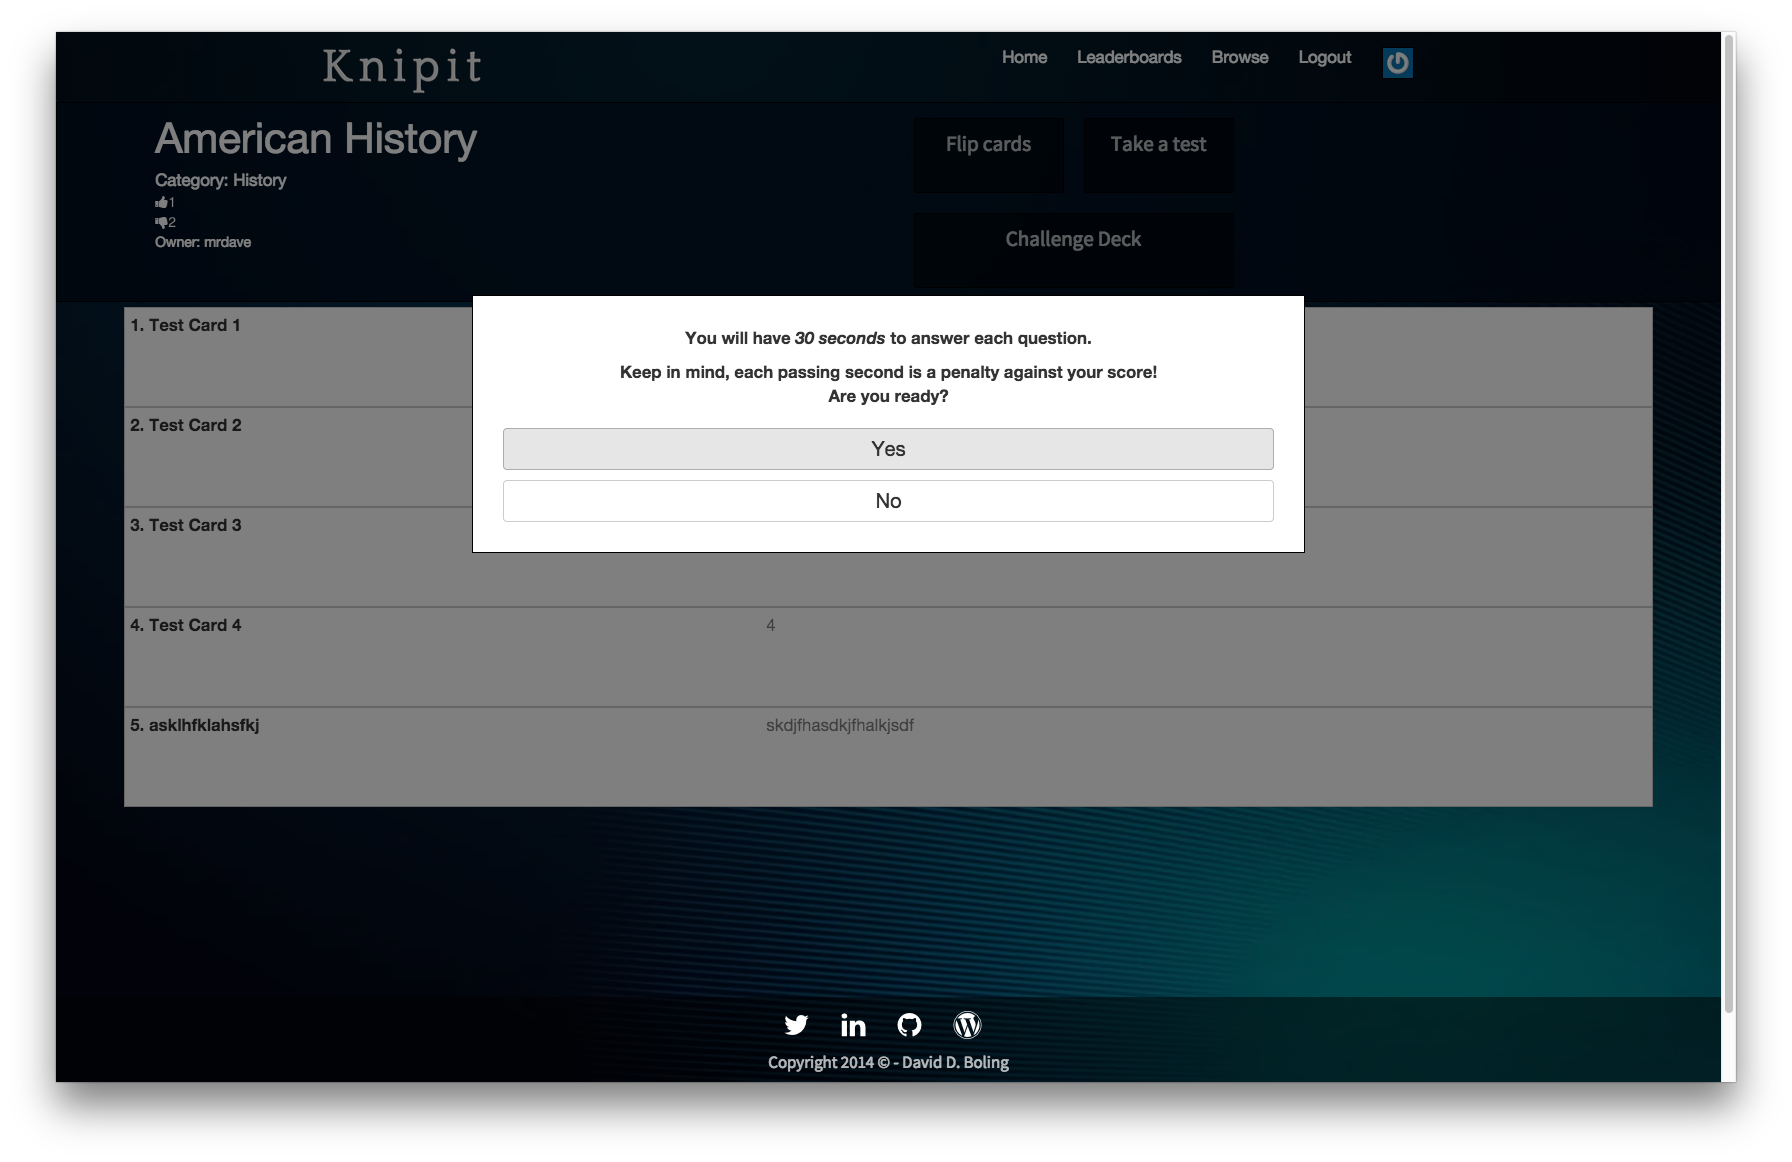 Knipit
Home Leaderboards Browse Logout
American History
Category: History
1
2
Owner: mrdave
Flip cards Take a test
Challenge Deck
You will have 30 seconds to answer each question.
Keep in mind, each passing second is a penalty against your score!
Are you ready?
Yes
No
1. Test Card 1
2. Test Card 2
3. Test Card 3
4. Test Card 4 4
5. asklhfklahsfkj skdjfhasdkjfhalkjsdf
Copyright 2014 © - David D. Boling